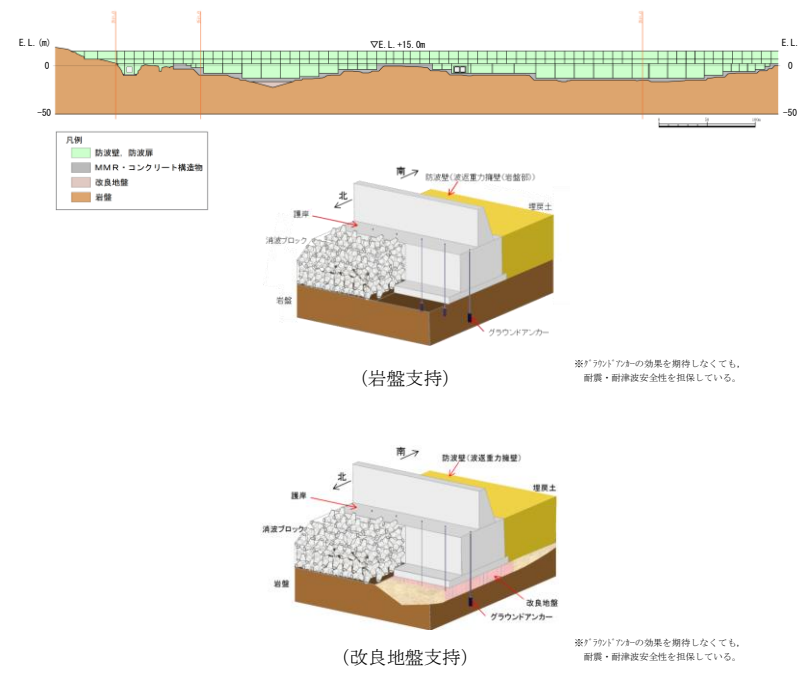 E.L.(m)
▽E.L.+15.0m
E.L.
0
0
-50
-50
凡例
防波壁，防波扉
MMR・コンクリート構造物
改良地盤
岩盤
南
防波壁(波返重力擁壁(岩盤部))
北
埋戻土
護岸
消波ブロック
岩盤
グラウンドアンカー
(岩盤支持)
※グラウンドアンカーの効果を期待しなくても，
耐震・耐津波安全性を担保している。
南
防波壁(波返重力擁壁)
北
埋戻土
護岸
消波ブロック
岩盤
改良地盤
グラウンドアンカー
(改良地盤支持)
※グラウンドアンカーの効果を期待しなくても，
耐震・耐津波安全性を担保している。